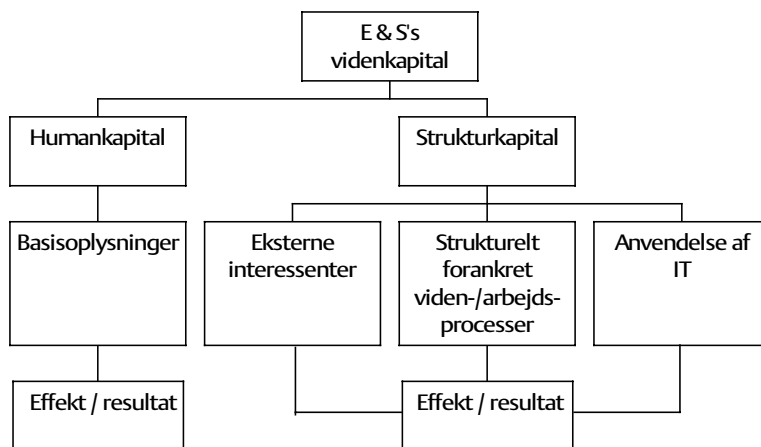 E & S's
videnkapital
Humankapital
Strukturkapital
Basisoplysninger
Eksterne
interessenter
Strukturelt
forankret
viden-/arbejds-
processer
Anvendelse af
IT
Effekt / resultat
Effekt / resultat